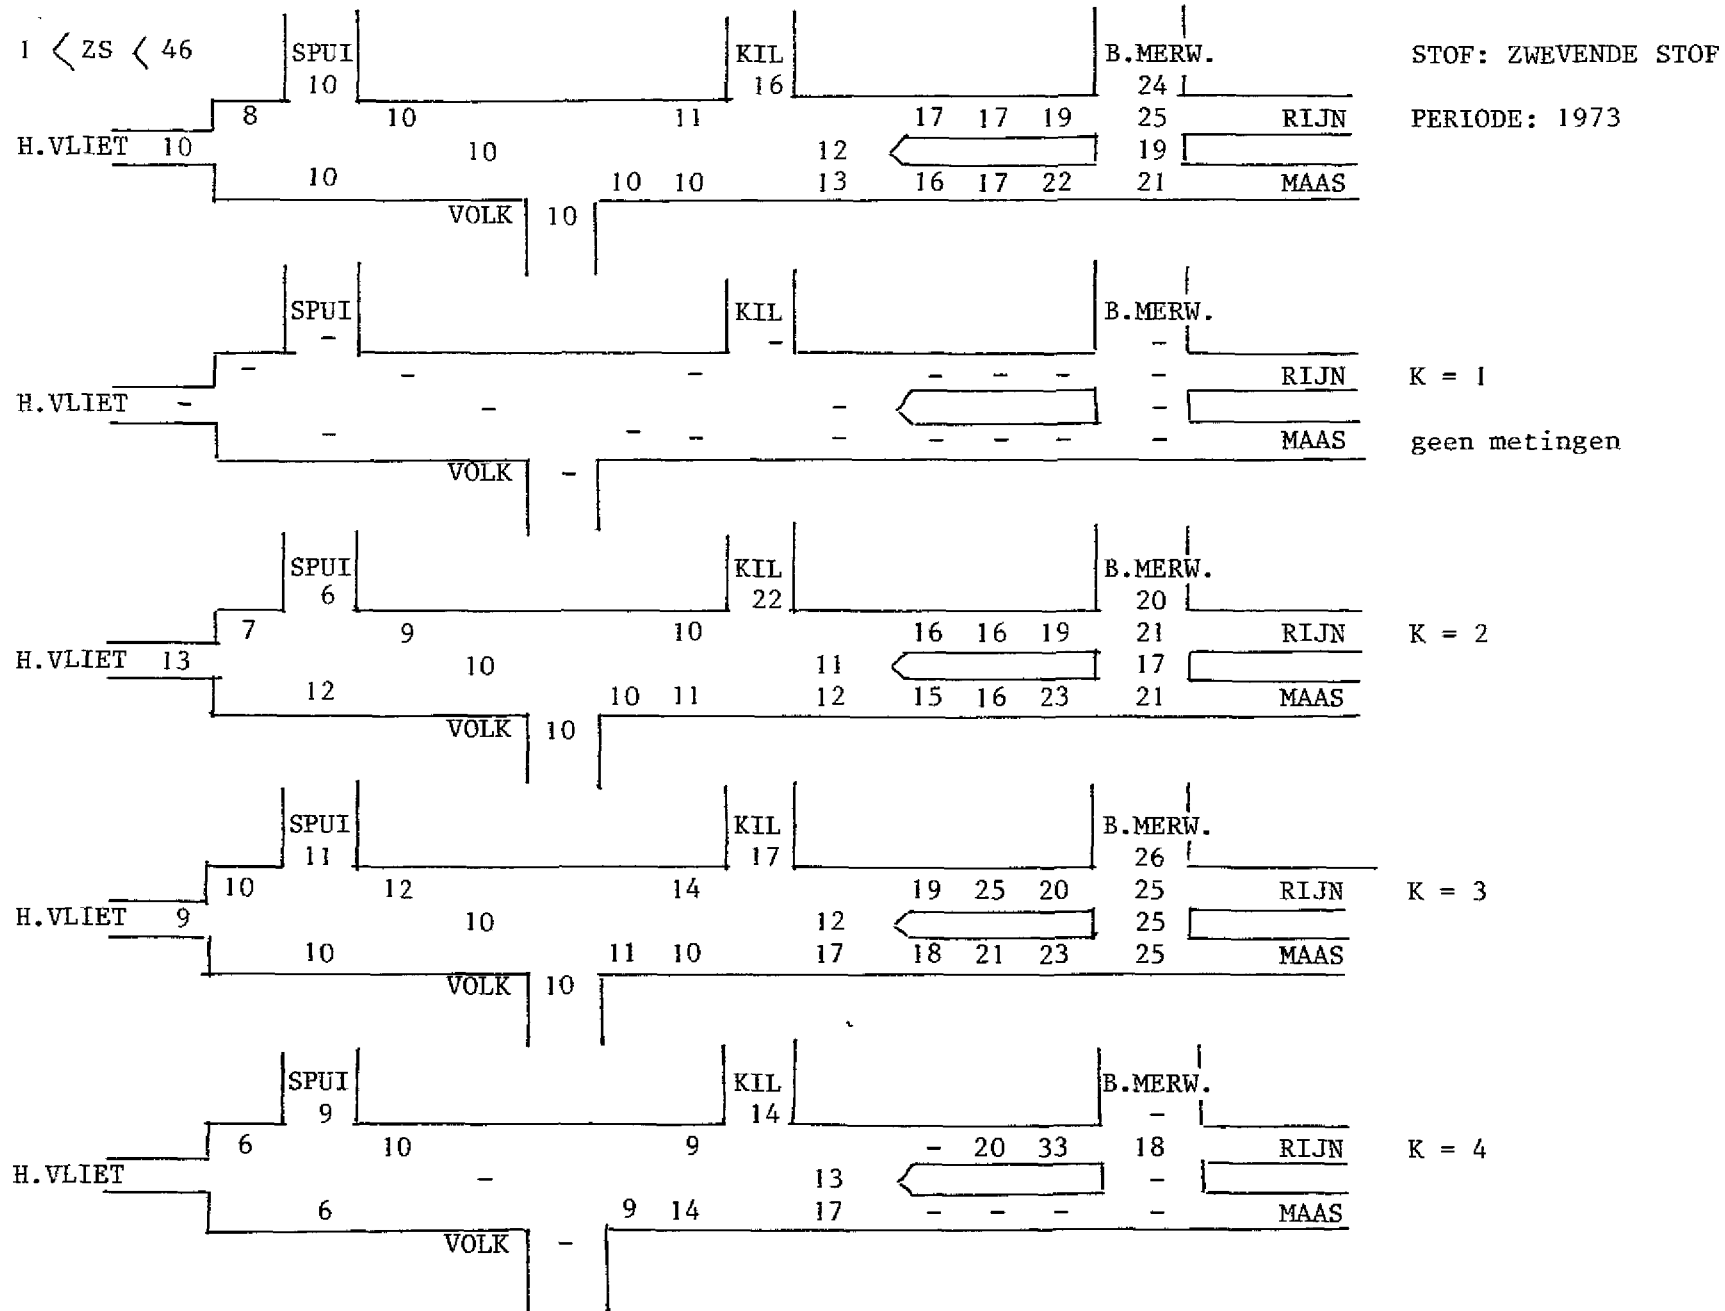 1 < ZS < 46 SPUI KIL B.MERW. STOF: ZWEVENDE STOF
10 16 24
8 10 11 17 17 19 25 RIJN PERIODE: 1973
H.VLIET 10 10 12 19
10 10 10 13 16 17 22 21 MAAS
VOLK 10
SPUI KIL B.MERW.
- - -
- - - - - - - RIJN K = 1
H.VLIET - - - -
- - - - - - - - MAAS geen metingen
VOLK -
SPUI KIL B.MERW.
6 22 20
7 9 10 16 16 19 21 RIJN K = 2
H.VLIET 13 10 11 17
12 10 11 12 15 16 23 21 MAAS
VOLK 10
SPUI KIL B.MERW.
11 17 26
10 12 14 19 25 20 25 RIJN K = 3
H.VLIET 9 10 12 25
10 11 10 17 18 21 23 25 MAAS
VOLK 10
SPUI KIL B.MERW.
9 14 -
6 10 9 - 20 33 18 RIJN K = 4
H.VLIET - 13 -
6 9 14 17 - - - - MAAS
VOLK -